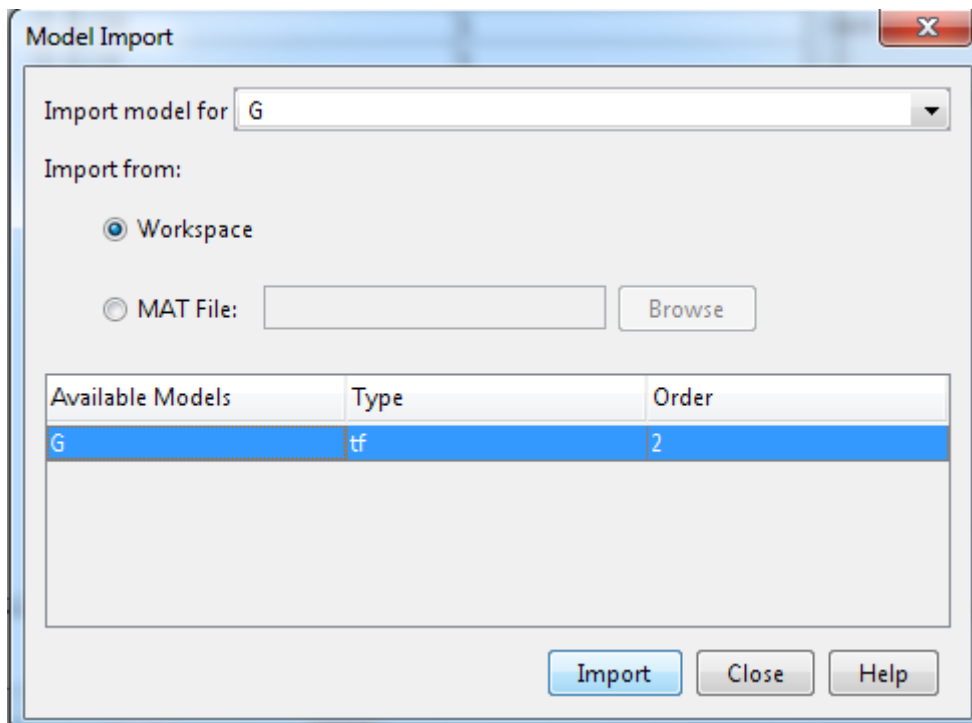 Model Import
Import model for G
Import from:
Workspace
MAT File: Browse
Available Models Type Order
G tf 2
Import Close Help